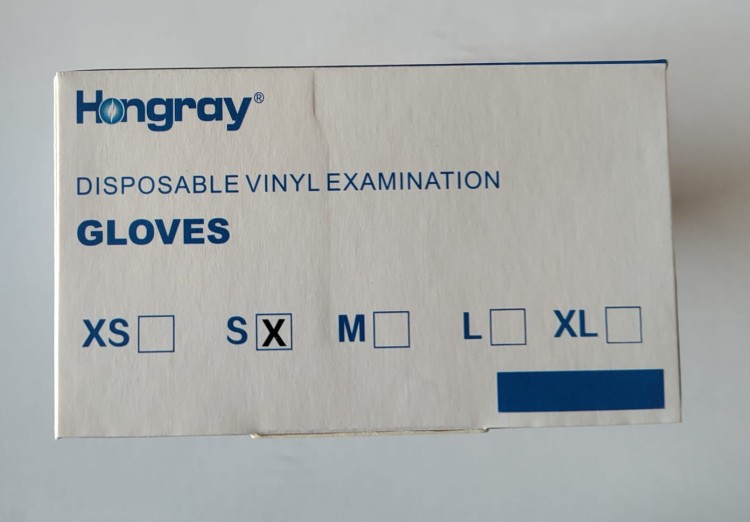 Hongray®
DISPOSABLE VINYL EXAMINATION
GLOVES
XS S X M L XL